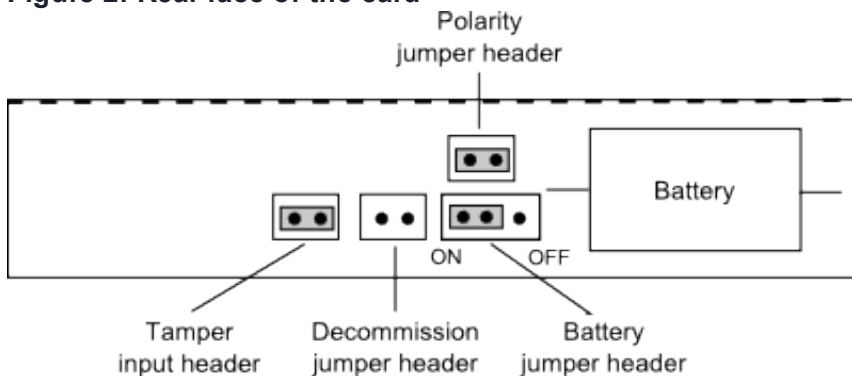 Figure 2: Rear face of the card
Polarity
jumper header
Battery
ON
OFF
Tamper
input header
Decommission
jumper header
Battery
jumper header